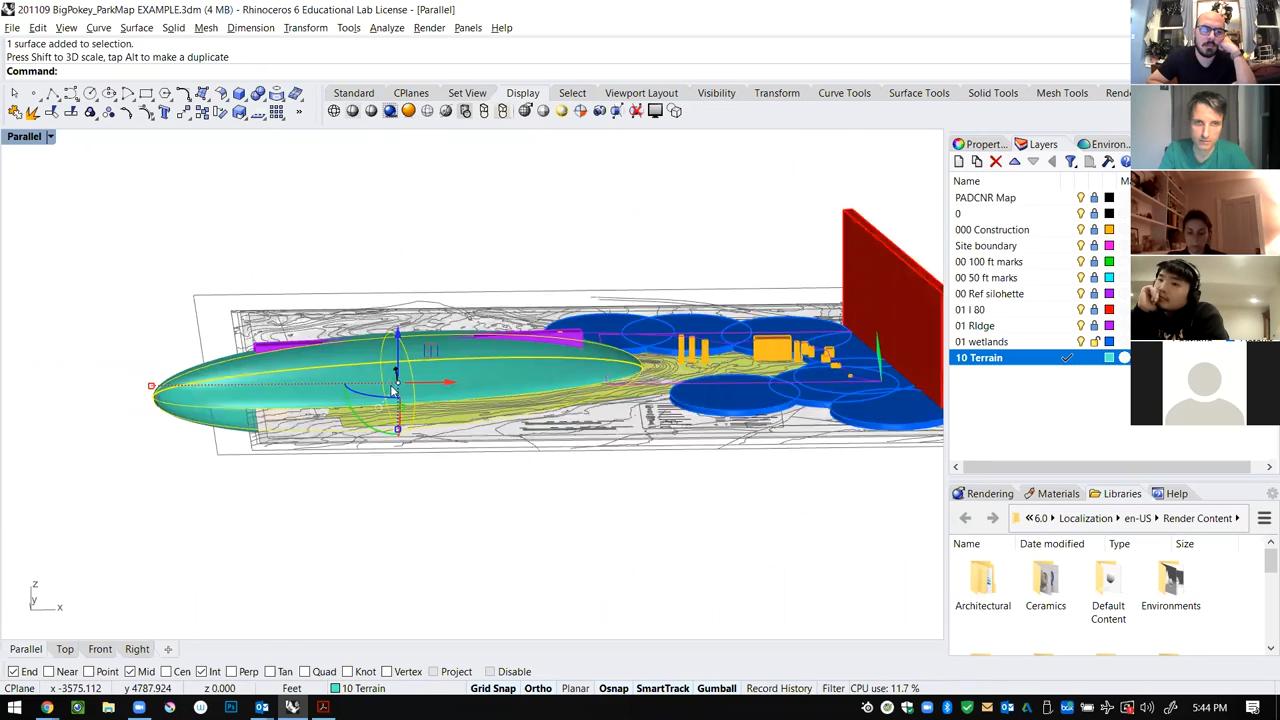 201109 BigPokey_ParkMap EXAMPLE.3dm (4 MB) - Rhinoceros 6 Educational Lab License - [Parallel]
File Edit View Curve Surface Solid Mesh Dimension Transform Tools Analyze Render Panels Help
1 surface added to selection.
Press Shift to 3D scale, tap Alt to make a duplicate
Command:
Standard CPlanes Set View Display Select Viewport Layout Visibility Transform Curve Tools Surface Tools Solid Tools Mesh Tools Rende
Parallel
Propert... Layers Environ...
Name Ma
PADCNR Map
0
000 Construction
Site boundary
00 100 ft marks
00 50 ft marks
00 Ref silohette
01 I 80
01 RIdge
01 wetlands
10 Terrain
Rendering Materials Libraries Help
« 6.0 Localization en-US Render Content
Name Date modified Type Size
Architectural Ceramics Default Content Environments
z
y x
Parallel Top Front Right
End Near Point Mid Cen Int Perp Tan Quad Knot Vertex Project Disable
CPlane x -3575.112 y 4787.924 z 0.000 Feet 10 Terrain Grid Snap Ortho Planar Osnap SmartTrack Gumball Record History Filter CPU use: 11.7 %
5:44 PM